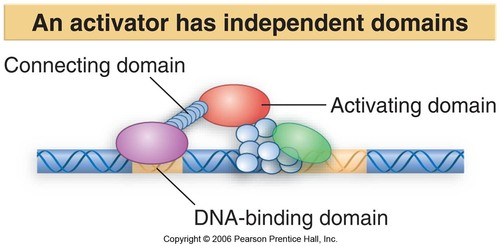 An activator has independent domains
Connecting domain
Activating domain
DNA-binding domain
Copyright © 2006 Pearson Prentice Hall, Inc.